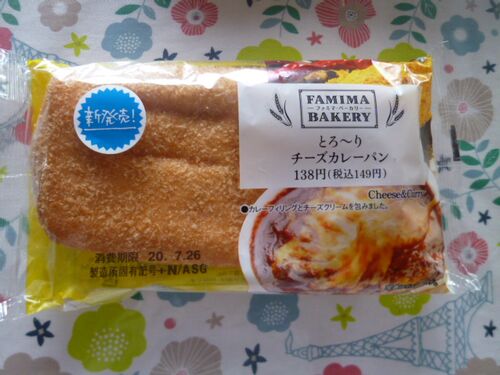 新発売!
FAMIMA
ファミマ・ベーカリー
BAKERY
とろ～り
チーズカレーパン
138円(税込149円)
Cheese&Curry
●カレーフィリングとチーズクリームを包みました。
消費期限 20. 7.26
製造所固有記号+N/ASG